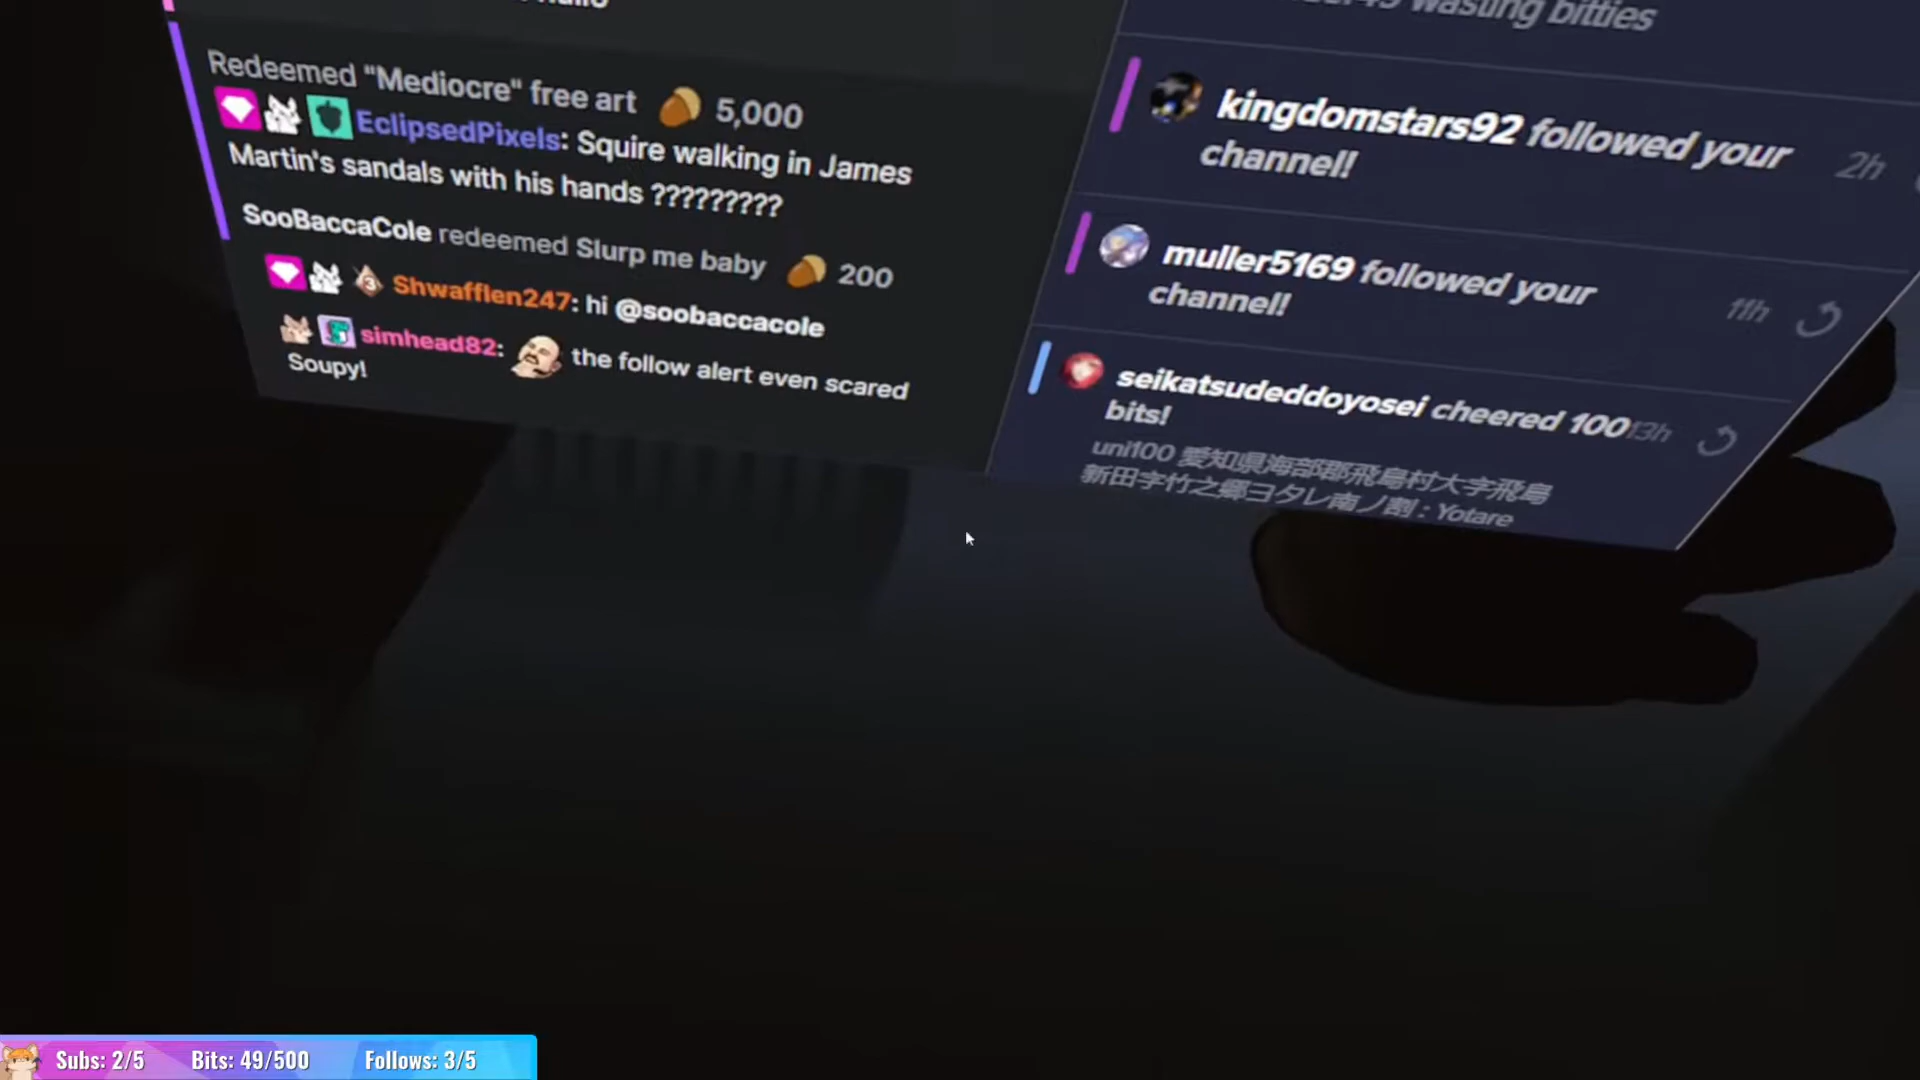 Redeemed "Mediocre" free art 5,000
EclipsedPixels: Squire walking in James
Martin's sandals with his hands ?????????
SooBaccaCole redeemed Slurp me baby 200
Shwafflen247: hi @soobaccacole
simhead82: the follow alert even scared
Soupy!
wasting bitties
kingdomstars92 followed your 2h
channel!
muller5169 followed your
channel! 11h
seikatsudeddoyosei cheered 100 13h
bits!
uni100 愛知県海部郡飛島村大字飛島
新田字竹之郷ヨタレ南ノ割 : Yotare
Subs: 2/5 Bits: 49/500 Follows: 3/5